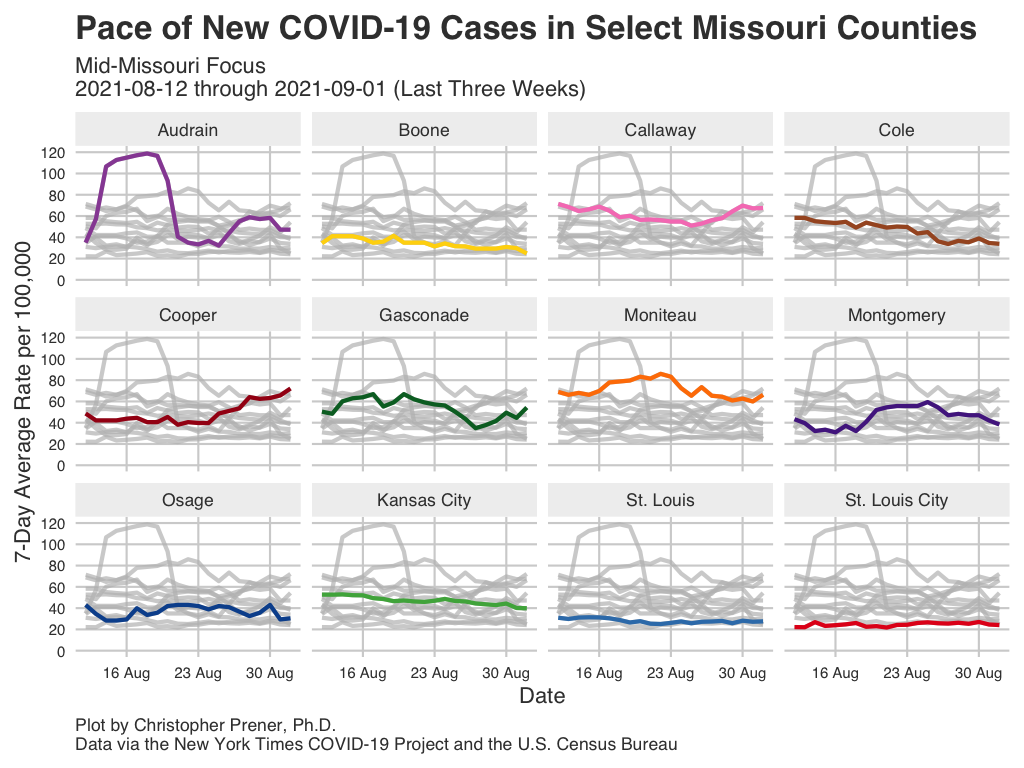 Pace of New COVID-19 Cases in Select Missouri Counties
Mid-Missouri Focus
2021-08-12 through 2021-09-01 (Last Three Weeks)
7-Day Average Rate per 100,000
Audrain Boone Callaway Cole
120
100
80
60
40
20
0
Cooper Gasconade Moniteau Montgomery
120
100
80
60
40
20
0
Osage Kansas City St. Louis St. Louis City
120
100
80
60
40
20
0
16 Aug 23 Aug 30 Aug 16 Aug 23 Aug 30 Aug 16 Aug 23 Aug 30 Aug 16 Aug 23 Aug 30 Aug
Date
Plot by Christopher Prener, Ph.D.
Data via the New York Times COVID-19 Project and the U.S. Census Bureau